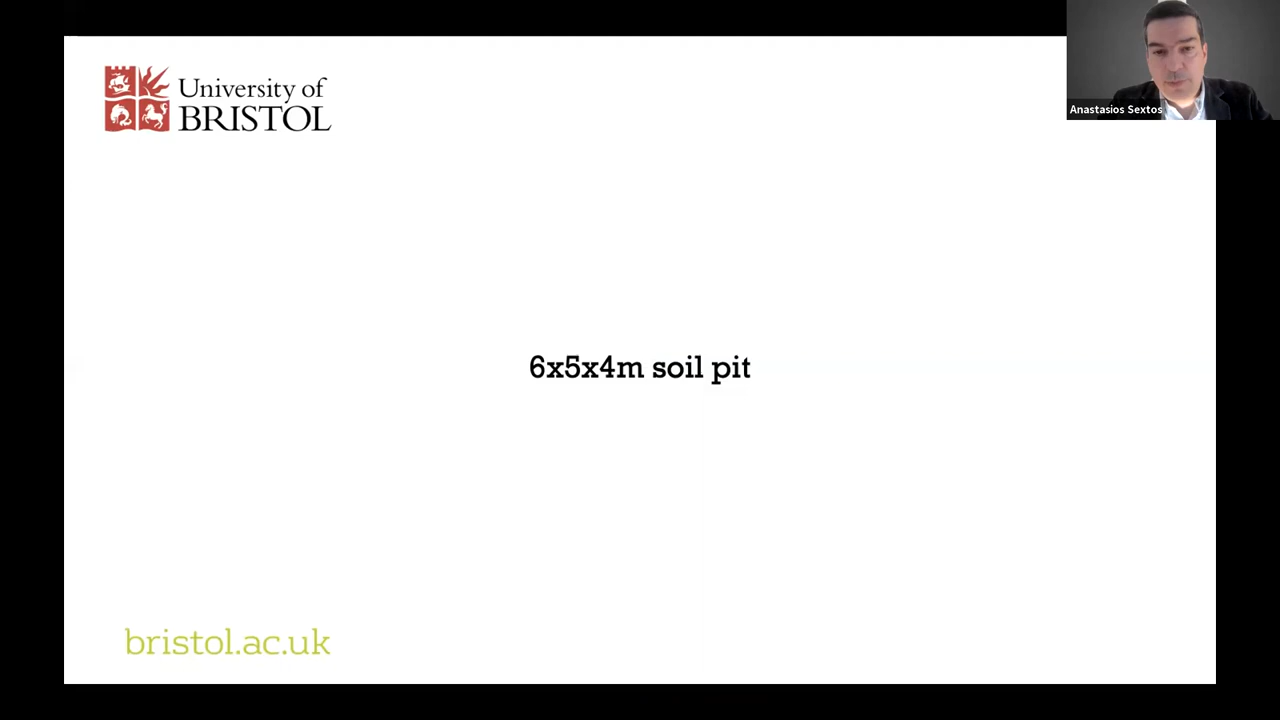 University of
BRISTOL
Anastasios Sextos
6x5x4m soil pit
bristol.ac.uk